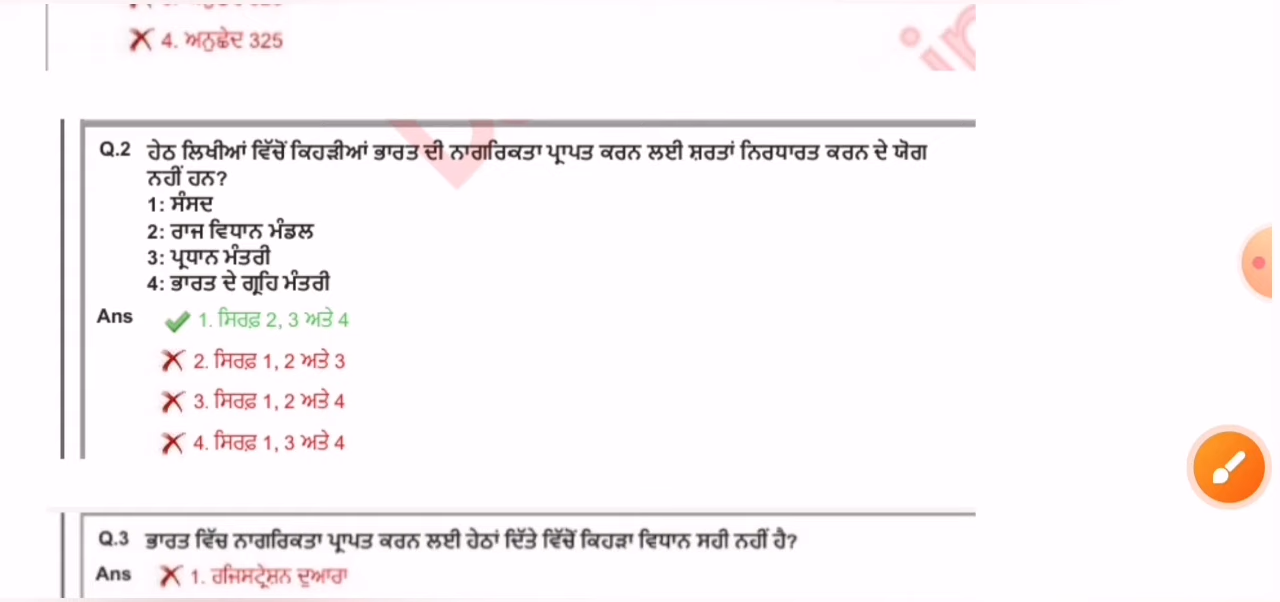 4. ਅਨੁਛੇਦ 325
Q.2 ਹੇਠ ਲਿਖੀਆਂ ਵਿੱਚੋਂ ਕਿਹੜੀਆਂ ਭਾਰਤ ਦੀ ਨਾਗਰਿਕਤਾ ਪ੍ਰਾਪਤ ਕਰਨ ਲਈ ਸ਼ਰਤਾਂ ਨਿਰਧਾਰਤ ਕਰਨ ਦੇ ਯੋਗ
ਨਹੀਂ ਹਨ?
1: ਸੰਸਦ
2: ਰਾਜ ਵਿਧਾਨ ਮੰਡਲ
3: ਪ੍ਰਧਾਨ ਮੰਤਰੀ
4: ਭਾਰਤ ਦੇ ਗ੍ਰਹਿ ਮੰਤਰੀ
Ans 1. ਸਿਰਫ਼ 2, 3 ਅਤੇ 4
2. ਸਿਰਫ਼ 1, 2 ਅਤੇ 3
3. ਸਿਰਫ਼ 1, 2 ਅਤੇ 4
4. ਸਿਰਫ਼ 1, 3 ਅਤੇ 4
Q.3 ਭਾਰਤ ਵਿੱਚ ਨਾਗਰਿਕਤਾ ਪ੍ਰਾਪਤ ਕਰਨ ਲਈ ਹੇਠਾਂ ਦਿੱਤੇ ਵਿੱਚੋਂ ਕਿਹੜਾ ਵਿਧਾਨ ਸਹੀ ਨਹੀਂ ਹੈ?
Ans 1. ਰਜਿਸਟ੍ਰੇਸ਼ਨ ਦੁਆਰਾ